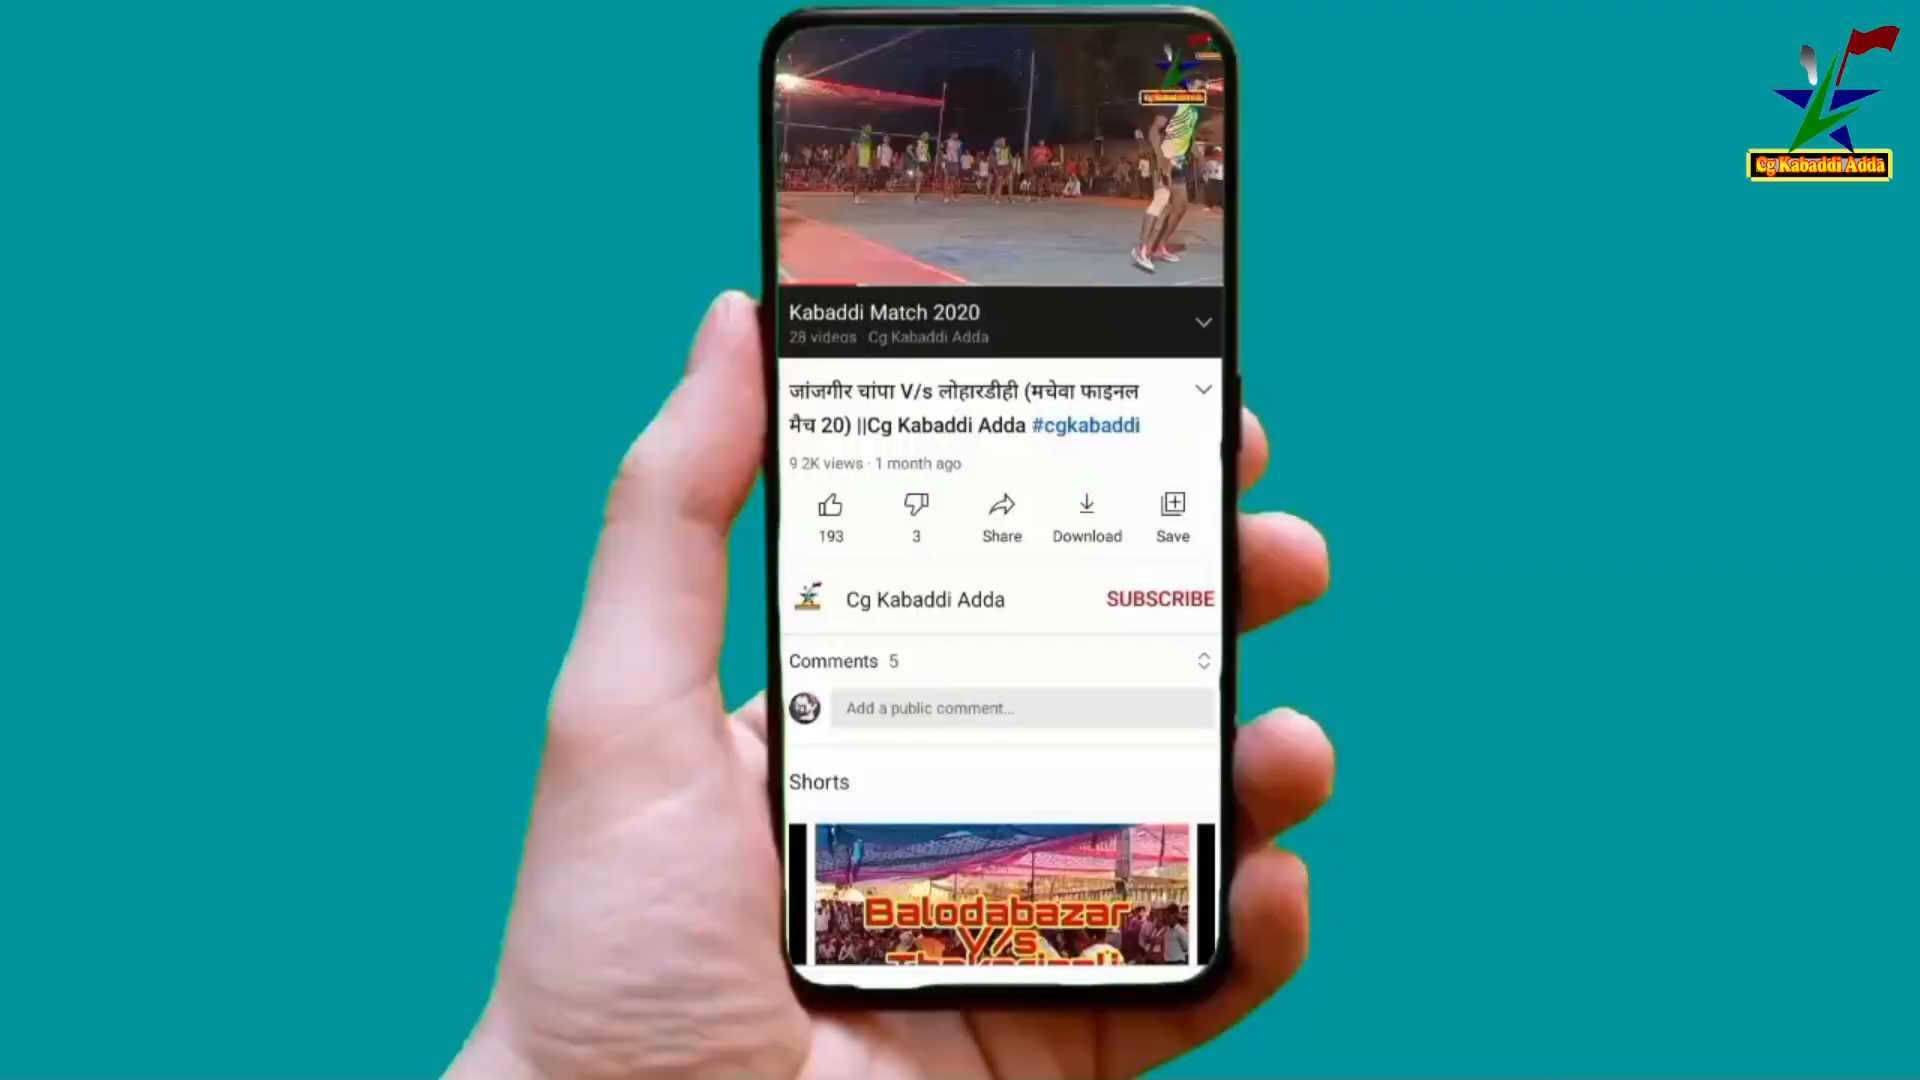 Cg Kabaddi Adda
Kabaddi Match 2020
28 videos · Cg Kabaddi Adda
जांजगीर चांपा V/s लोहारडीही (मचेवा फाइनल
मैच 20) ||Cg Kabaddi Adda #cgkabaddi
9.2K views · 1 month ago
193
3
Share
Download
Save
Cg Kabaddi Adda
SUBSCRIBE
Comments 5
Add a public comment...
Shorts
Balodabazar
V/s